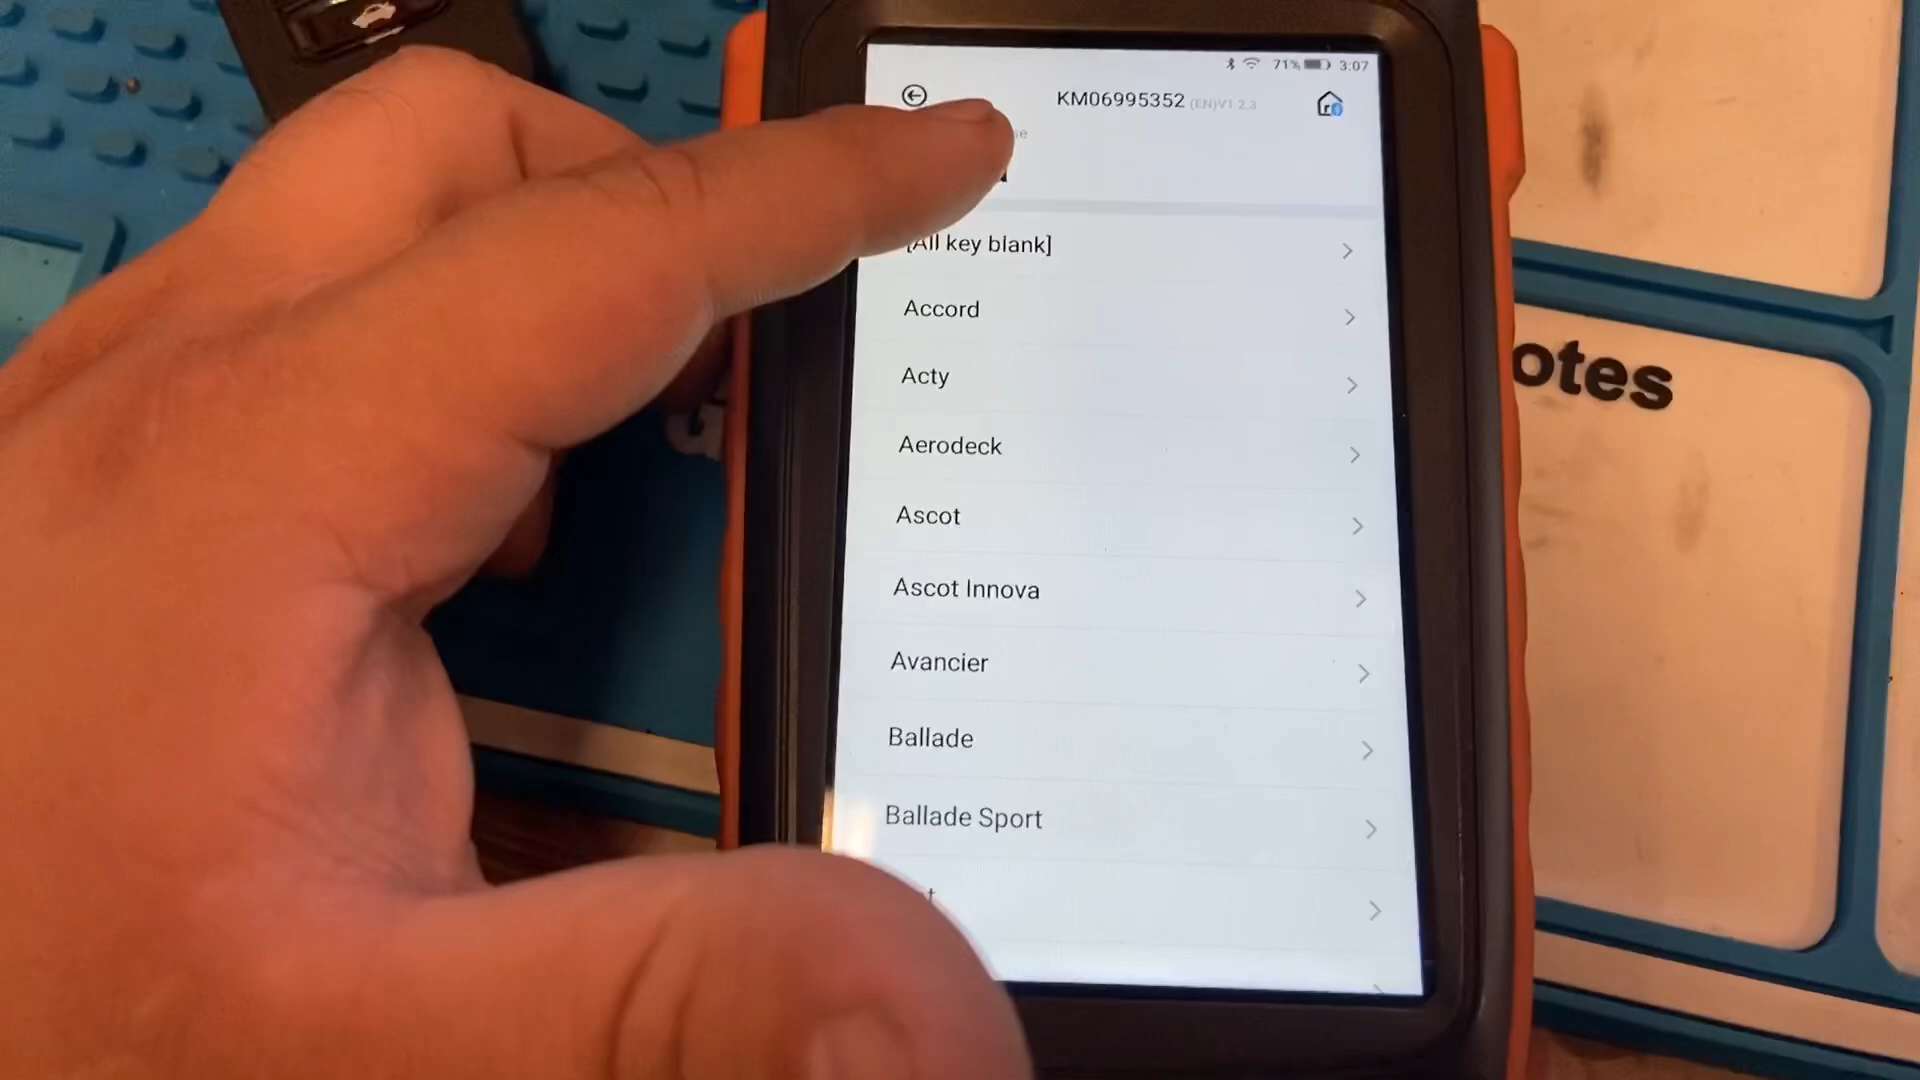 71% 3:07
KM06995352 (EN)V1.2.3
[All key blank]
Accord
Acty
Aerodeck
Ascot
Ascot Innova
Avancier
Ballade
Ballade Sport
otes